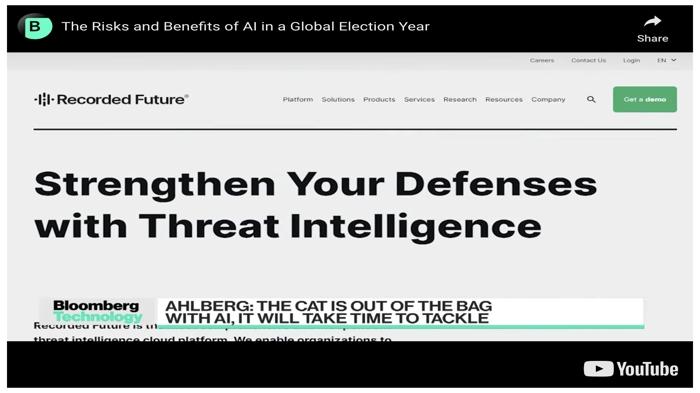 B
The Risks and Benefits of AI in a Global Election Year
Share
Careers Contact Us Login EN
Recorded Future®
Platform Solutions Products Services Research Resources Company
Get a demo
Strengthen Your Defenses
with Threat Intelligence
Bloomberg
Technology
AHLBERG: THE CAT IS OUT OF THE BAG
WITH AI, IT WILL TAKE TIME TO TACKLE
Recorded Future is th
threat intelligence cloud platform. We enable organizations to
YouTube